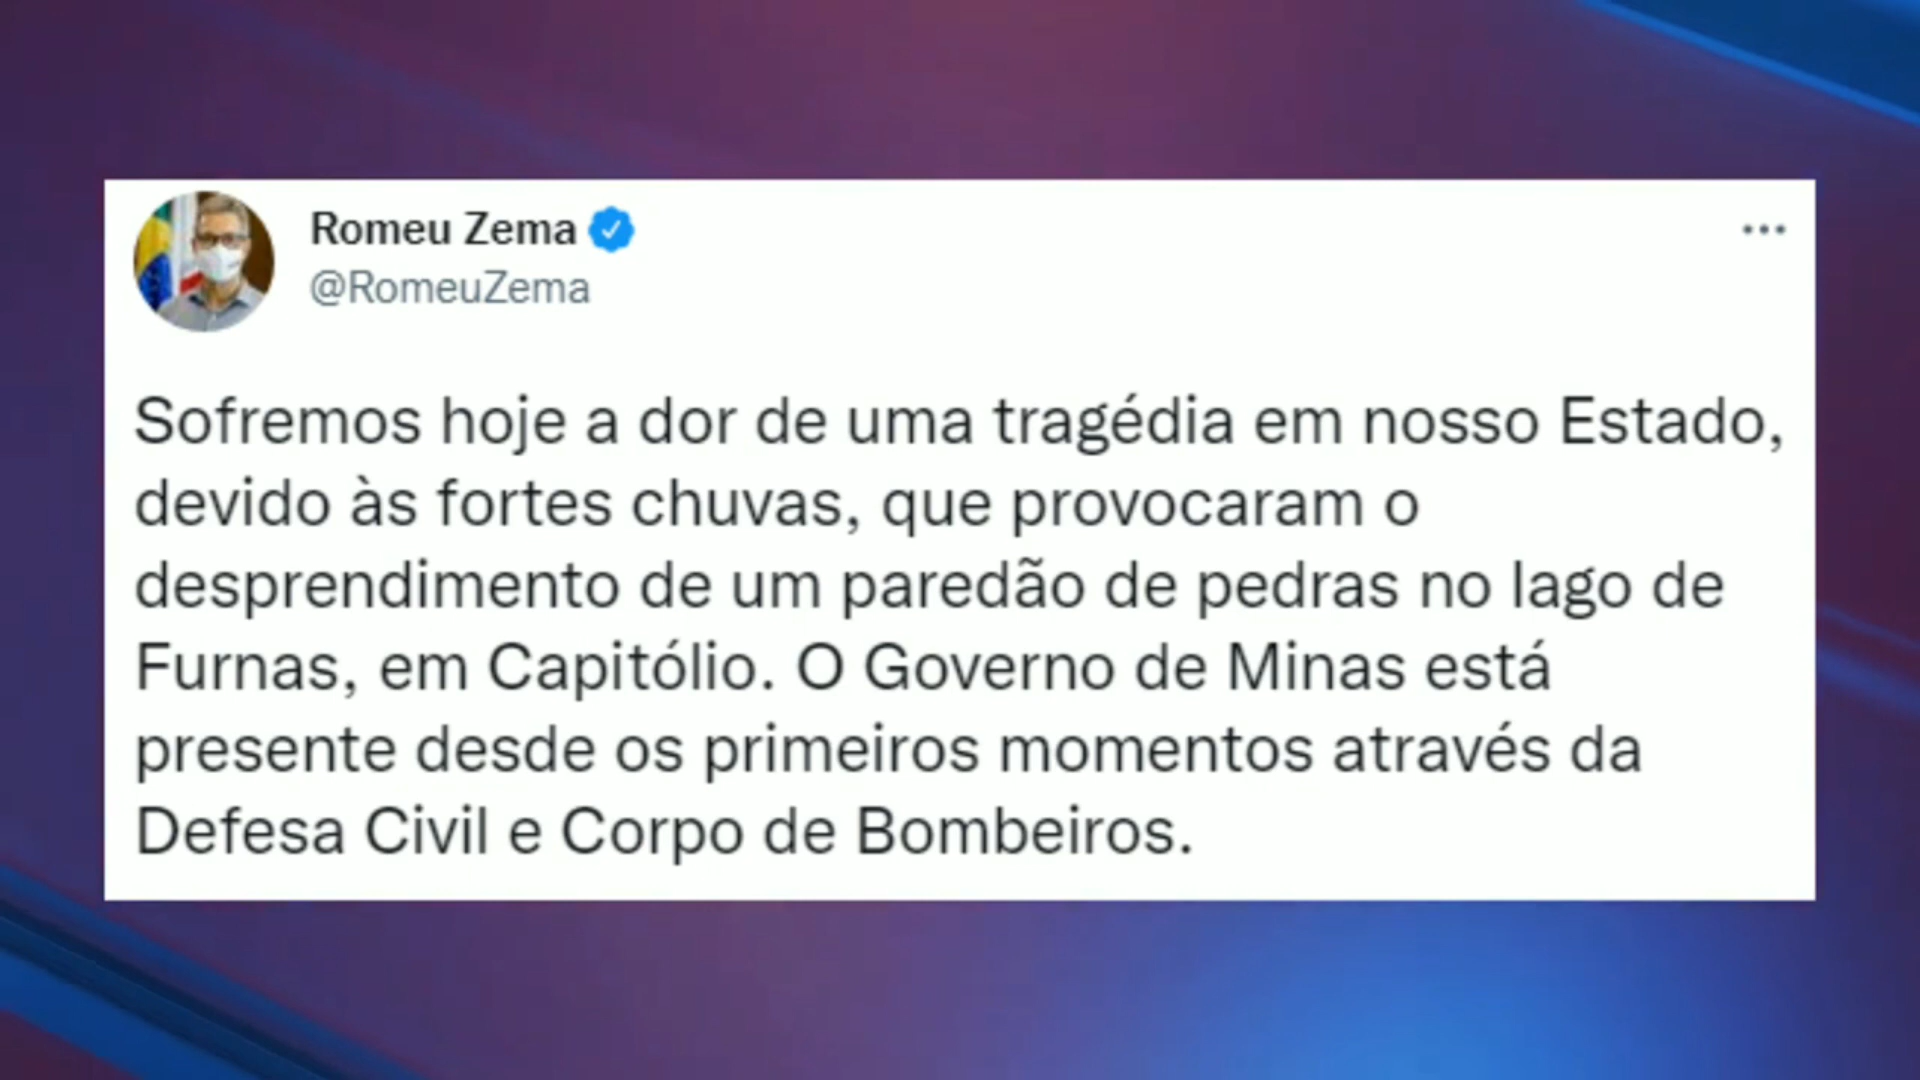 Romeu Zema
@RomeuZema
Sofremos hoje a dor de uma tragédia em nosso Estado,
devido às fortes chuvas, que provocaram o
desprendimento de um paredão de pedras no lago de
Furnas, em Capitólio. O Governo de Minas está
presente desde os primeiros momentos através da
Defesa Civil e Corpo de Bombeiros.